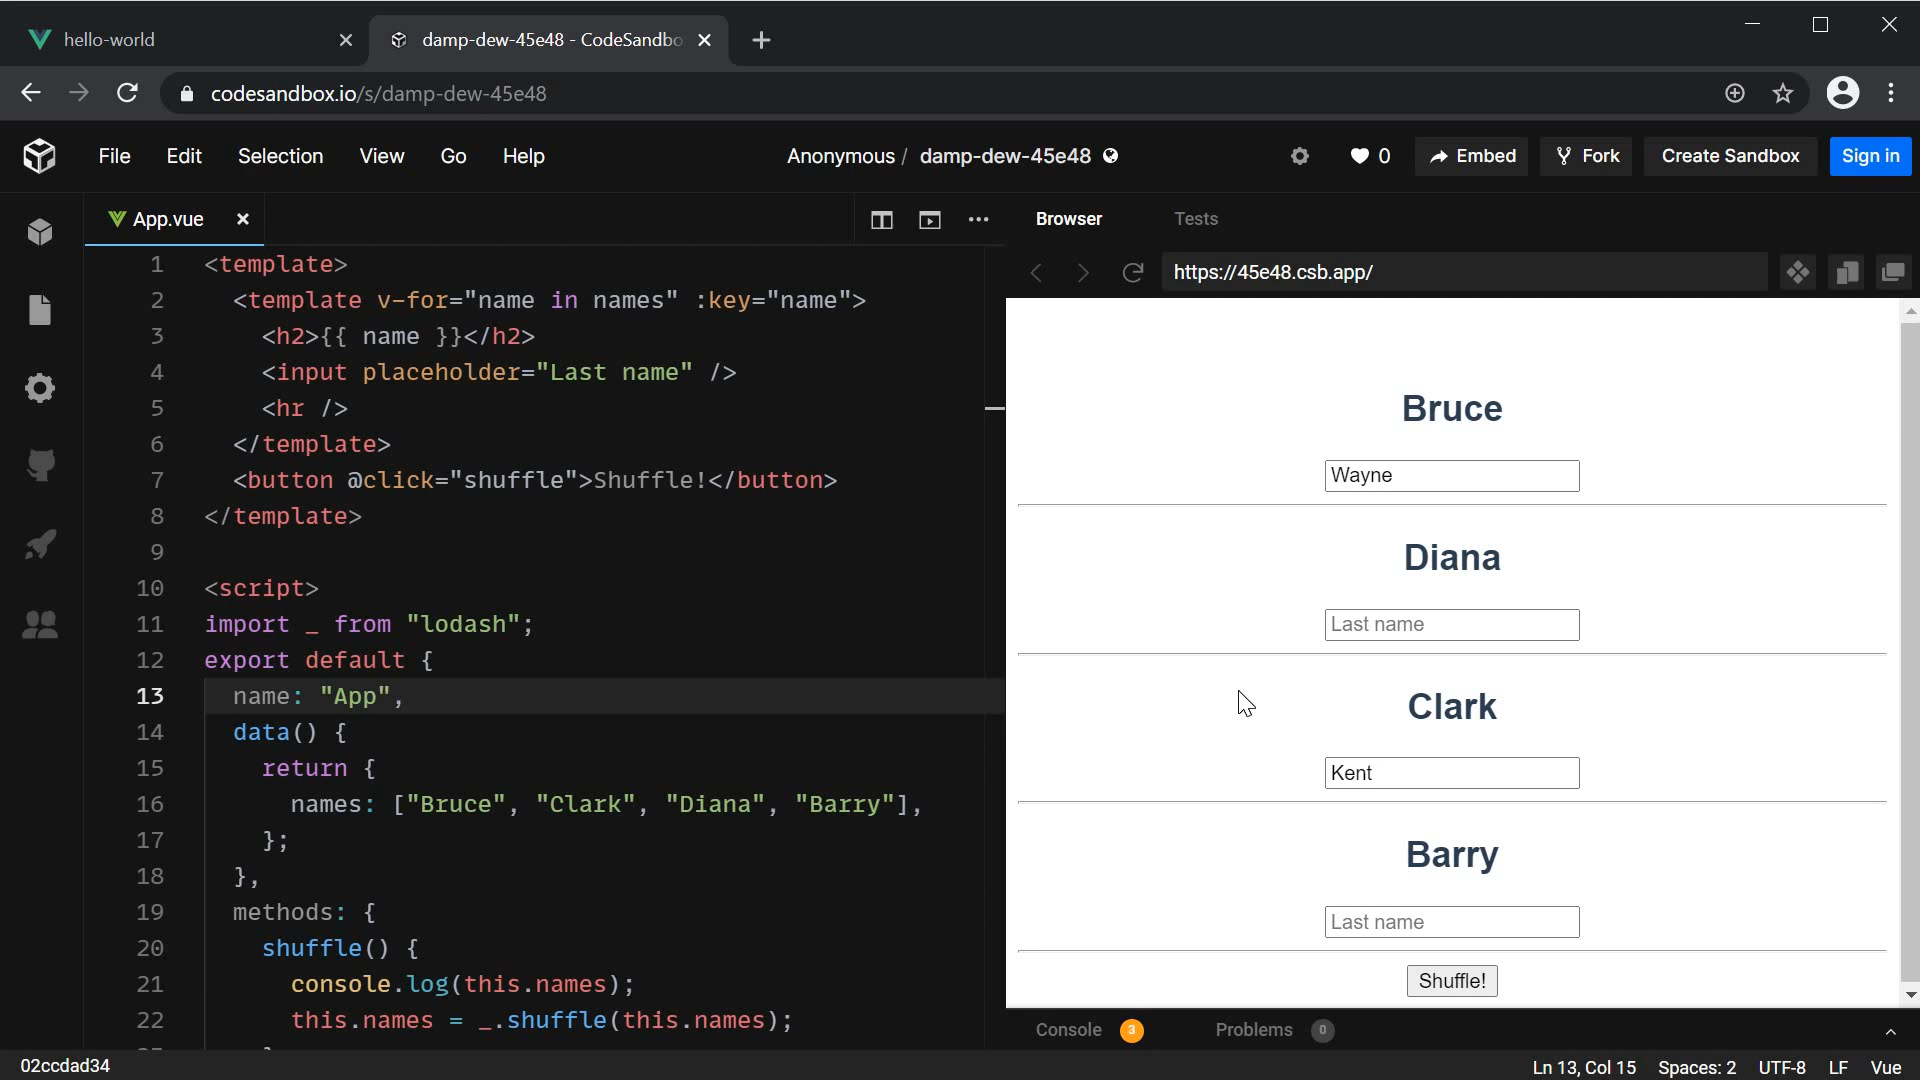 hello-world
damp-dew-45e48 - CodeSandbo
codesandbox.io/s/damp-dew-45e48
File Edit Selection View Go Help
Anonymous / damp-dew-45e48
0
Embed
Fork
Create Sandbox
Sign in
App.vue
1 <template>
2 <template v-for="name in names" :key="name">
3 <h2>{{ name }}</h2>
4 <input placeholder="Last name" />
5 <hr />
6 </template>
7 <button @click="shuffle">Shuffle!</button>
8 </template>
9
10 <script>
11 import _ from "lodash";
12 export default {
13 name: "App",
14 data() {
15 return {
16 names: ["Bruce", "Clark", "Diana", "Barry"],
17 };
18 },
19 methods: {
20 shuffle() {
21 console.log(this.names);
22 this.names = _.shuffle(this.names);
Browser Tests
https://45e48.csb.app/
Bruce
Wayne
Diana
Last name
Clark
Kent
Barry
Last name
Shuffle!
Console 3 Problems 0
02ccdad34
Ln 13, Col 15 Spaces: 2 UTF-8 LF Vue